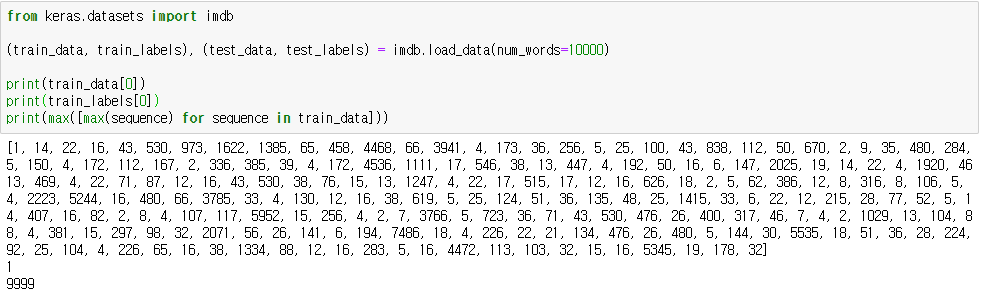 from keras.datasets import imdb
(train_data, train_labels), (test_data, test_labels) = imdb.load_data(num_words=10000)
print(train_data[0])
print(train_labels[0])
print(max([max(sequence) for sequence in train_data]))
[1, 14, 22, 16, 43, 530, 973, 1622, 1385, 65, 458, 4468, 66, 3941, 4, 173, 36, 256, 5, 25, 100, 43, 838, 112, 50, 670, 2, 9, 35, 480, 284,
5, 150, 4, 172, 112, 167, 2, 336, 385, 39, 4, 172, 4536, 1111, 17, 546, 38, 13, 447, 4, 192, 50, 16, 6, 147, 2025, 19, 14, 22, 4, 1920, 46
13, 469, 4, 22, 71, 87, 12, 16, 43, 530, 38, 76, 15, 13, 1247, 4, 22, 17, 515, 17, 12, 16, 626, 18, 2, 5, 62, 386, 12, 8, 316, 8, 106, 5,
4, 2223, 5244, 16, 480, 66, 3785, 33, 4, 130, 12, 16, 38, 619, 5, 25, 124, 51, 36, 135, 48, 25, 1415, 33, 6, 22, 12, 215, 28, 77, 52, 5, 1
4, 407, 16, 82, 2, 8, 4, 107, 117, 5952, 15, 256, 4, 2, 7, 3766, 5, 723, 36, 71, 43, 530, 476, 26, 400, 317, 46, 7, 4, 2, 1029, 13, 104, 8
8, 4, 381, 15, 297, 98, 32, 2071, 56, 26, 141, 6, 194, 7486, 18, 4, 226, 22, 21, 134, 476, 26, 480, 5, 144, 30, 5535, 18, 51, 36, 28, 224,
92, 25, 104, 4, 226, 65, 16, 38, 1334, 88, 12, 16, 283, 5, 16, 4472, 113, 103, 32, 15, 16, 5345, 19, 178, 32]
1
9999